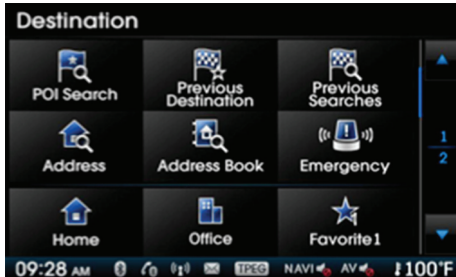 Destination
POI Search
Previous
Destination
Previous
Searches
1
2
Address
Address Book
Emergency
Home
Office
Favorite1
09:28 AM
TPEG
NAVI
AV
100°F